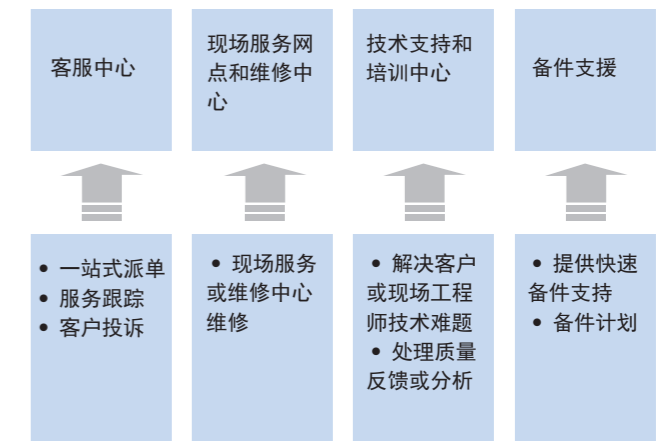 客服中心
现场服务网
点和维修中
心
技术支持和
培训中心
备件支援
• 一站式派单
• 服务跟踪
• 客户投诉
• 现场服务
或维修中心
维修
• 解决客户
或现场工程
师技术难题
• 处理质量
反馈或分析
• 提供快速
备件支持
• 备件计划